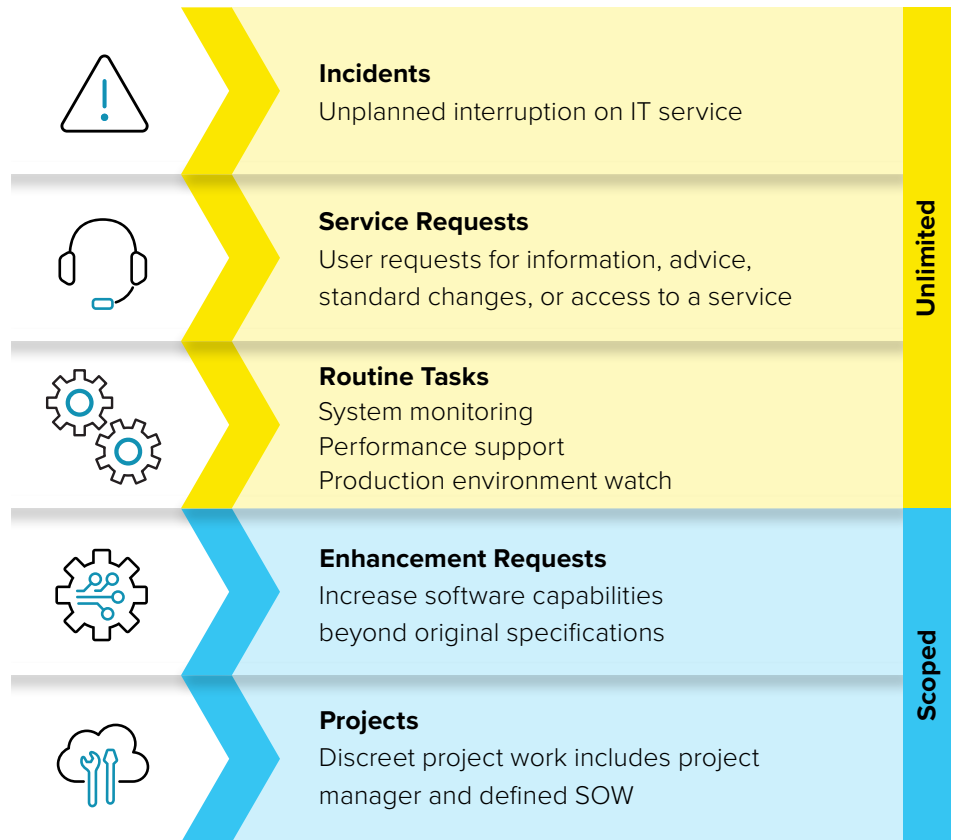 Incidents
Unplanned interruption on IT service
Service Requests
User requests for information, advice,
standard changes, or access to a service
Routine Tasks
System monitoring
Performance support
Production environment watch
Unlimited
Enhancement Requests
Increase software capabilities
beyond original specifications
Projects
Discreet project work includes project
manager and defined SOW
Scoped